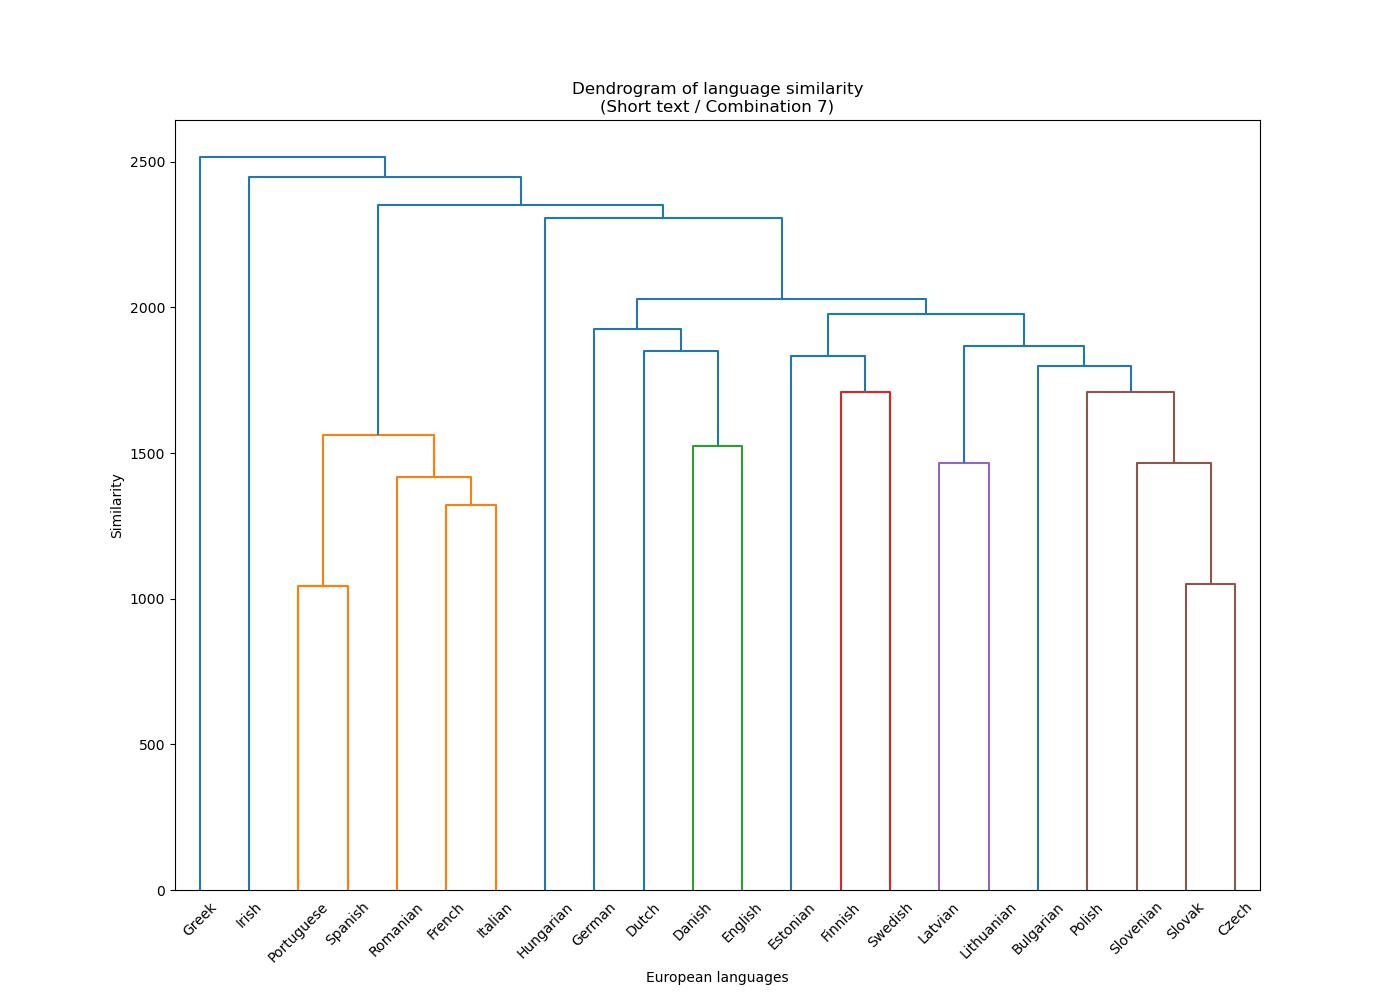 Dendrogram of language similarity
(Short text / Combination 7)
2500
2000
1500
1000
500
0
Similarity
Greek
Irish
Portuguese
Spanish
Romanian
French
Italian
Hungarian
German
Dutch
Danish
English
Estonian
Finnish
Swedish
Latvian
Lithuanian
Bulgarian
Polish
Slovenian
Slovak
Czech
European languages